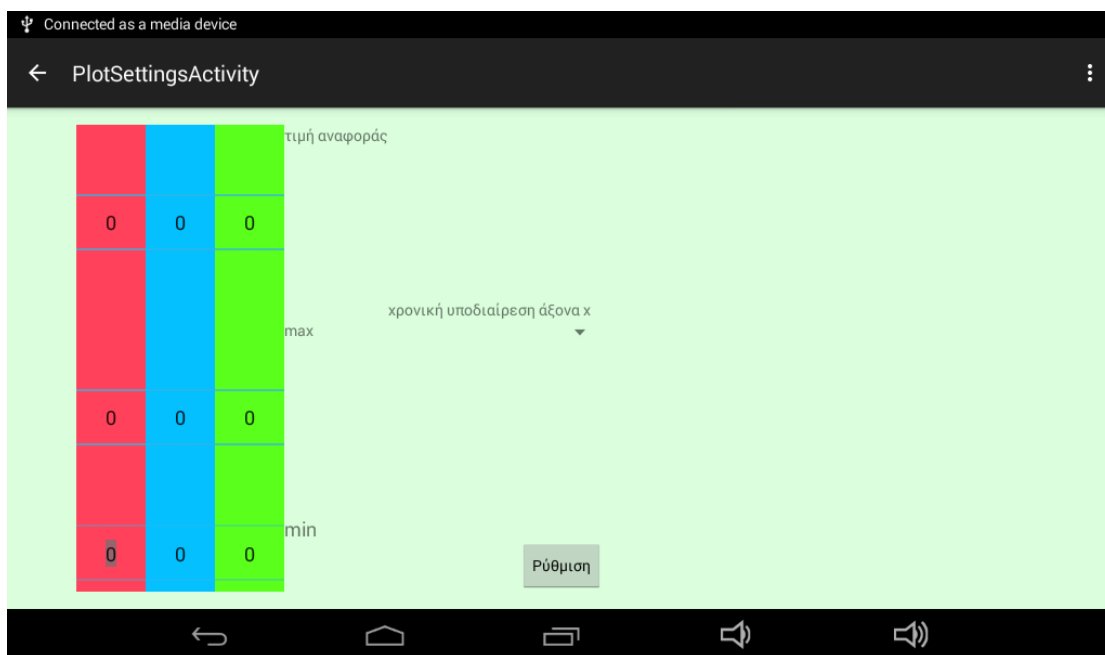 Connected as a media device
PlotSettingsActivity
τιμή αναφοράς
0 0 0
χρονική υποδιαίρεση άξονα x
max
0 0 0
min
0 0 0
Ρύθμιση